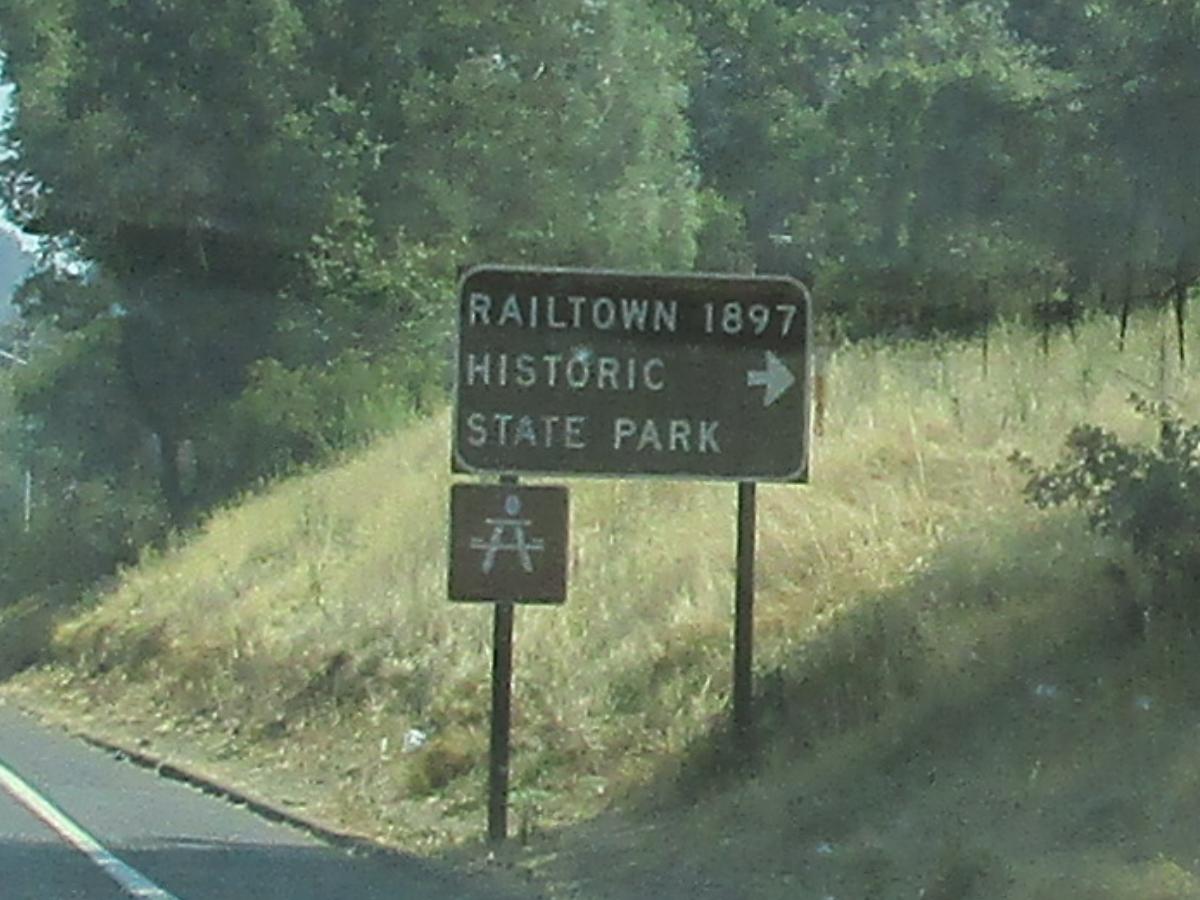 RAILTOWN 1897
HISTORIC
STATE PARK